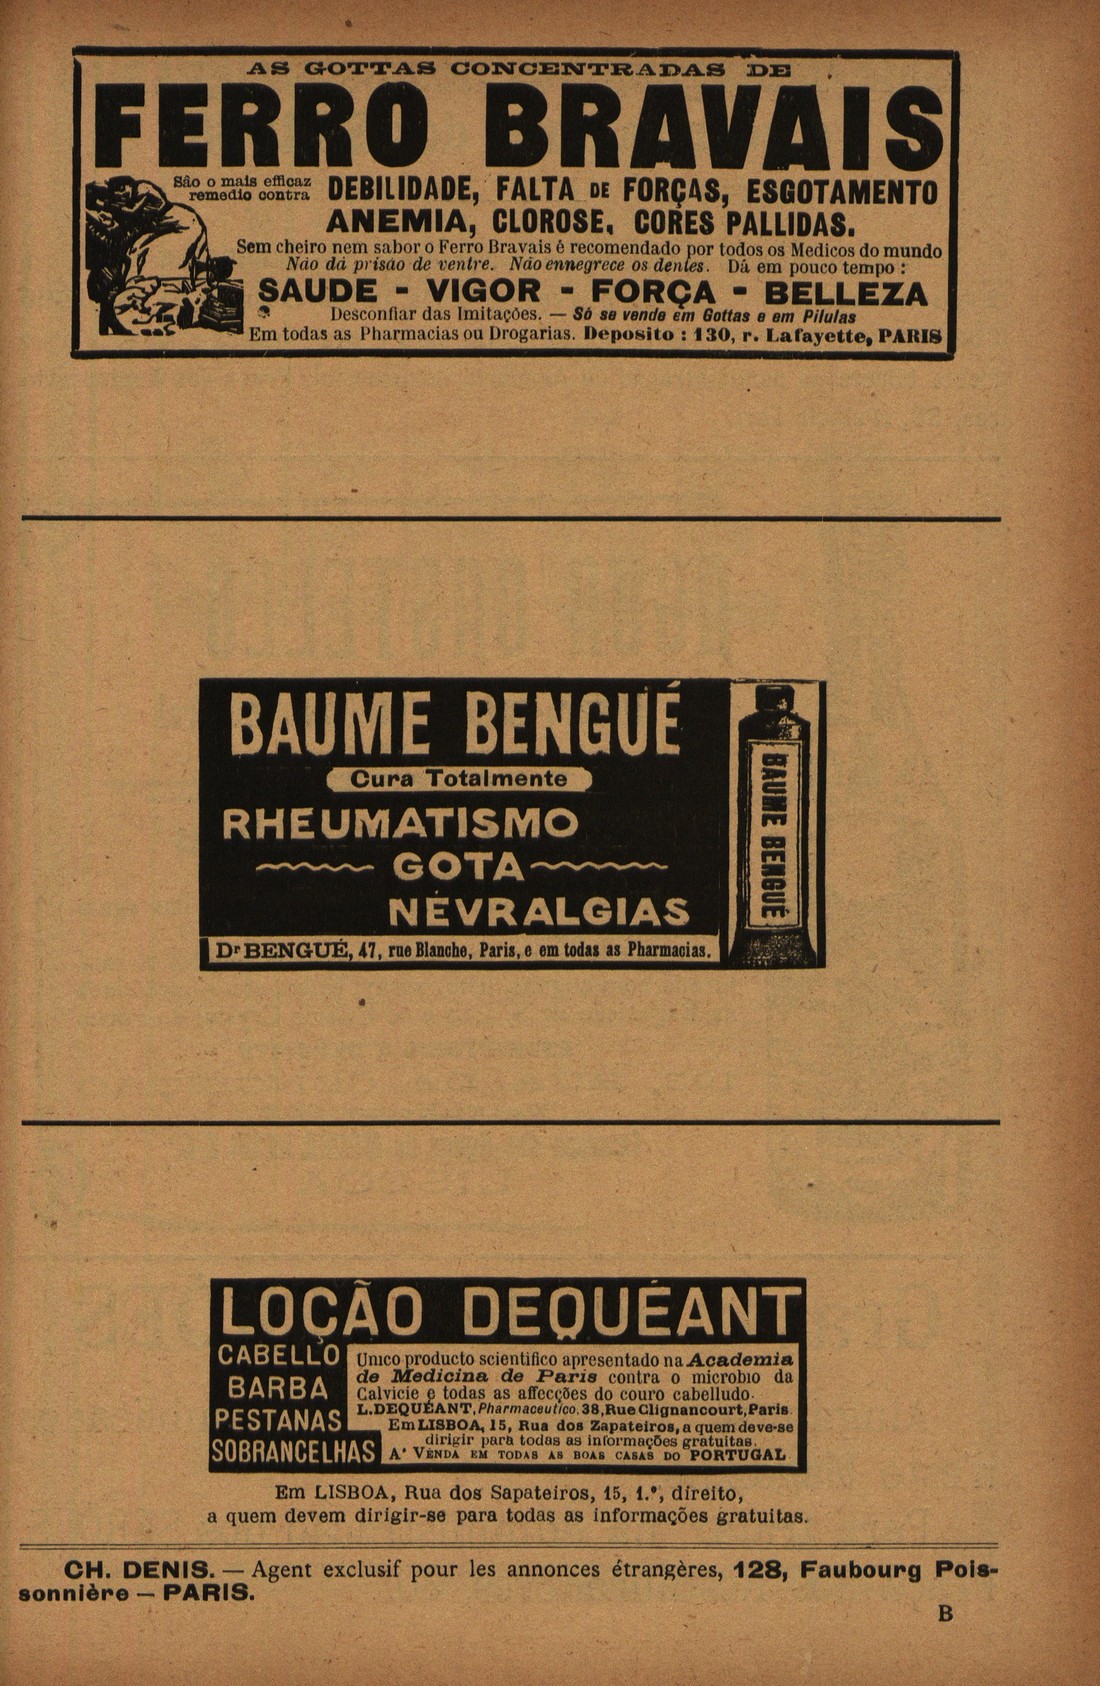 AS GOTTAS CONCENTRADAS DE
FERRO BRAVAIS
São o mais efficaz
remedio contra
DEBILIDADE, FALTA DE FORÇAS, ESGOTAMENTO
ANEMIA, CLOROSE, CORES PALLIDAS.
Sem cheiro nem sabor o Ferro Bravais é recomendado por todos os Medicos do mundo
Não dá prisão de ventre. Não ennegrece os dentes. Dá em pouco tempo :
SAUDE - VIGOR - FORÇA - BELLEZA
Desconfiar das Imitações. — Só se vende em Gottas e em Pilulas
Em todas as Pharmacias ou Drogarias. Deposito : 130, r. Lafayette, PARIS
BAUME BENGUÉ
Cura Totalmente
RHEUMATISMO
GOTA
NÉVRALGIAS
Dr BENGUÉ, 47, rue Blanche, Paris, e em todas as Pharmacias.
BAUME BENGUÉ
LOÇÃO DEQUÉANT
CABELLO
BARBA
PESTANAS
SOBRANCELHAS
Unico producto scientifico apresentado na Academia
de Medicina de Paris contra o microbio da
Calvicie e todas as affecções do couro cabelludo.
L. DEQUÉANT, Pharmaceutico, 38, Rue Clignancourt, Paris.
Em LISBOA, 15, Rua dos Zapateiros, a quem deve-se
dirigir para todas as informações gratuitas.
A' VENDA EM TODAS AS BOAS CASAS DO PORTUGAL
Em LISBOA, Rua dos Sapateiros, 15, 1.º, direito,
a quem devem dirigir-se para todas as informações gratuitas.
CH. DENIS. — Agent exclusif pour les annonces étrangères, 128, Faubourg Pois-
sonnière — PARIS.
B